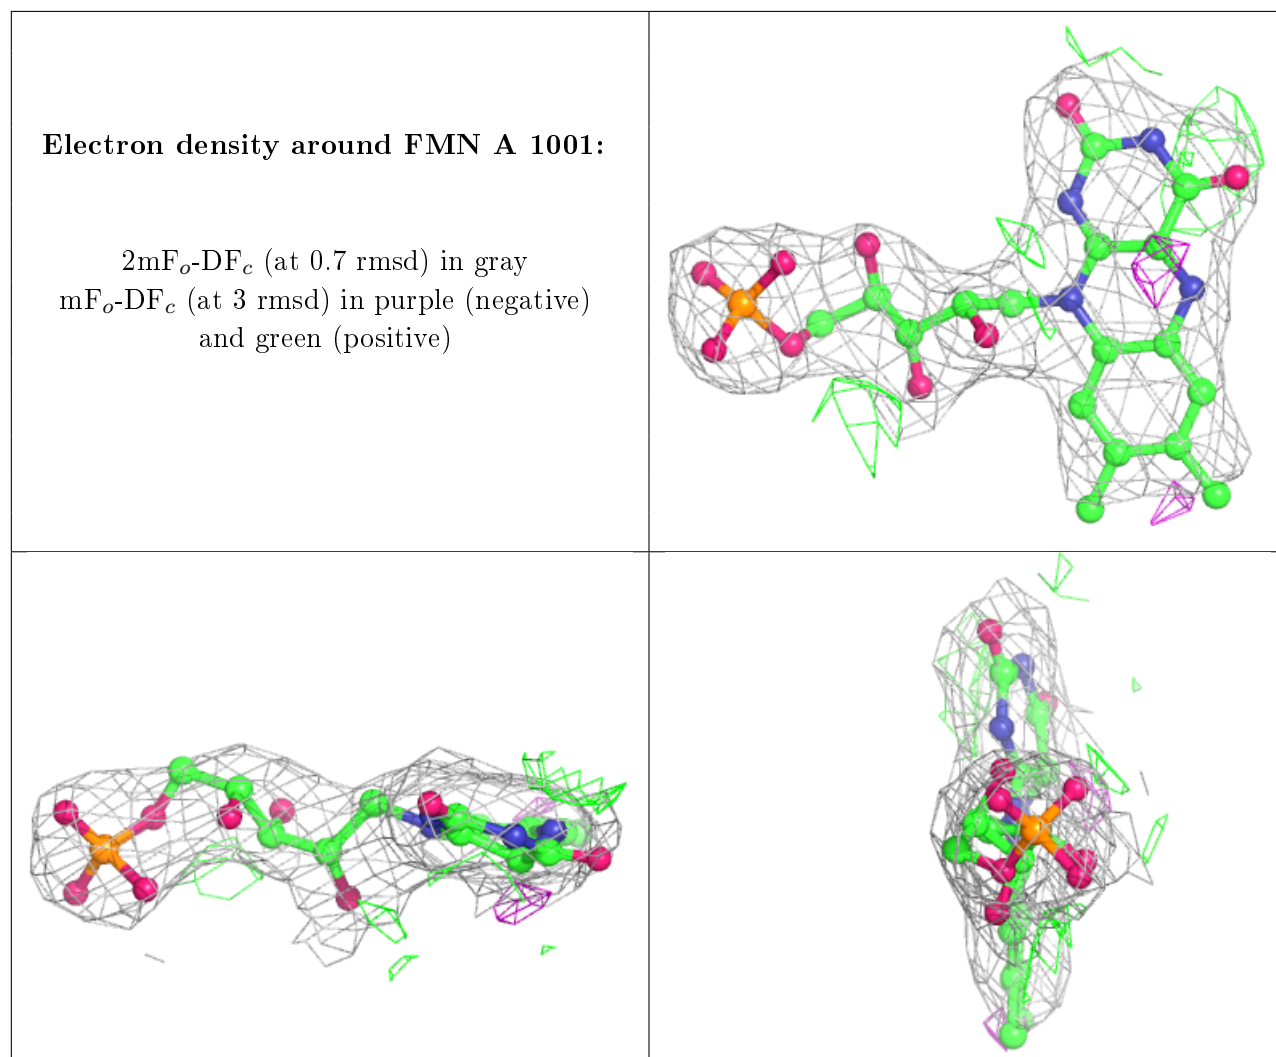 Electron density around FMN A 1001:
2mFo-DFc (at 0.7 rmsd) in gray
mFo-DFc (at 3 rmsd) in purple (negative)
and green (positive)